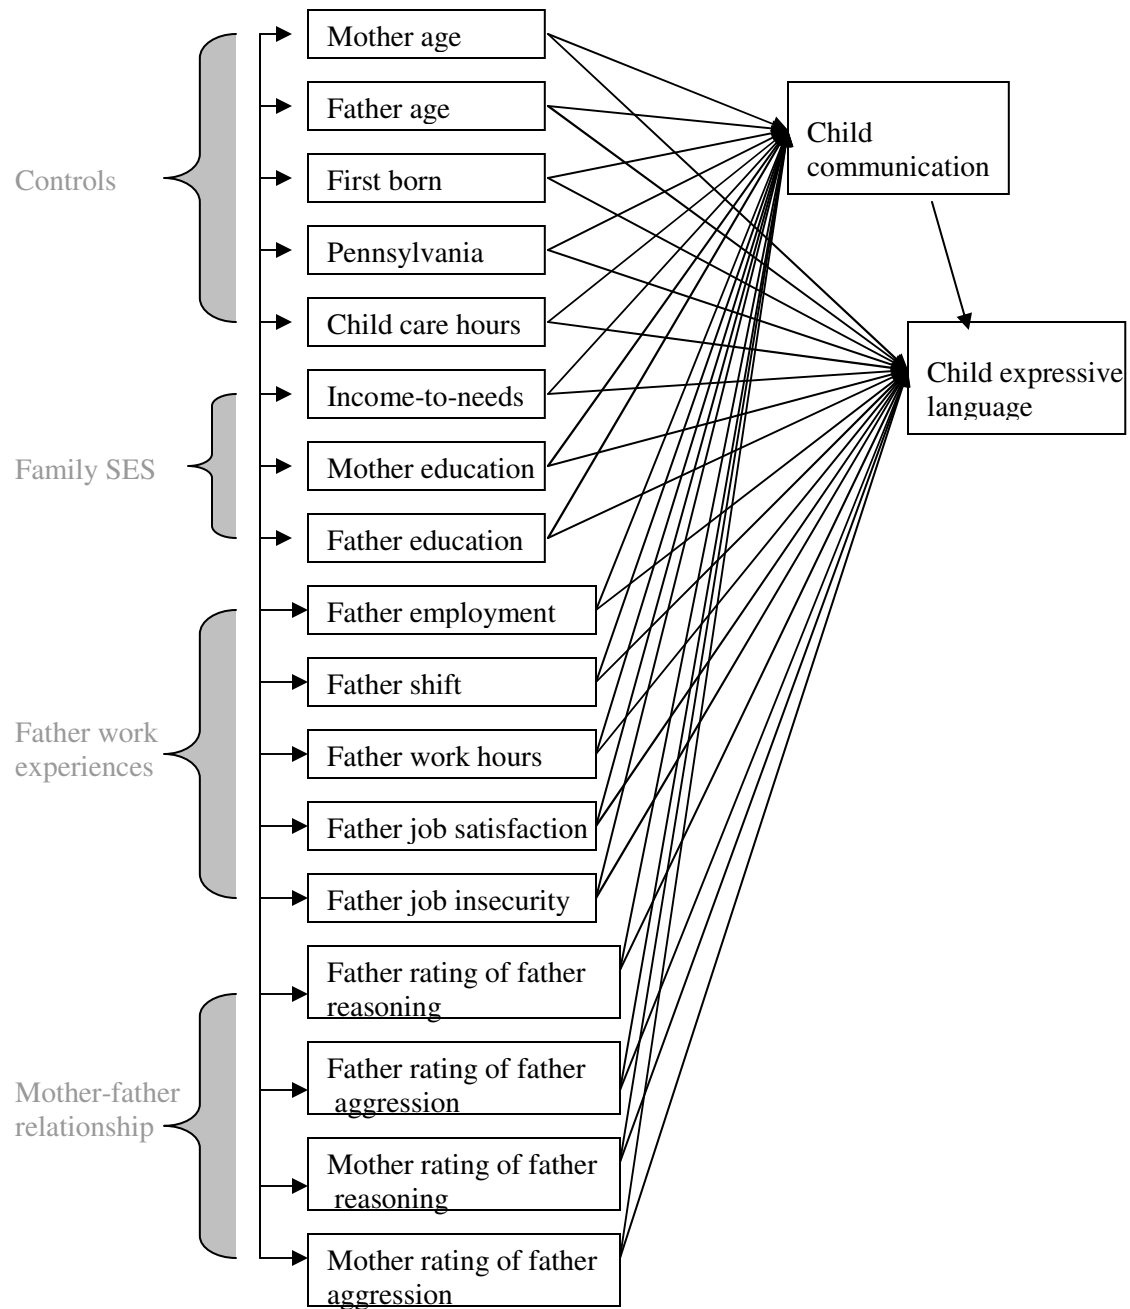 Mother age
Father age
Controls
First born
Pennsylvania
Child care hours
Income-to-needs
Family SES
Mother education
Father education
Father employment
Father shift
Father work
experiences
Father work hours
Father job satisfaction
Father job insecurity
Father rating of father
reasoning
Father rating of father
aggression
Mother-father
relationship
Mother rating of father
reasoning
Mother rating of father
aggression
Child
communication
Child expressive
language